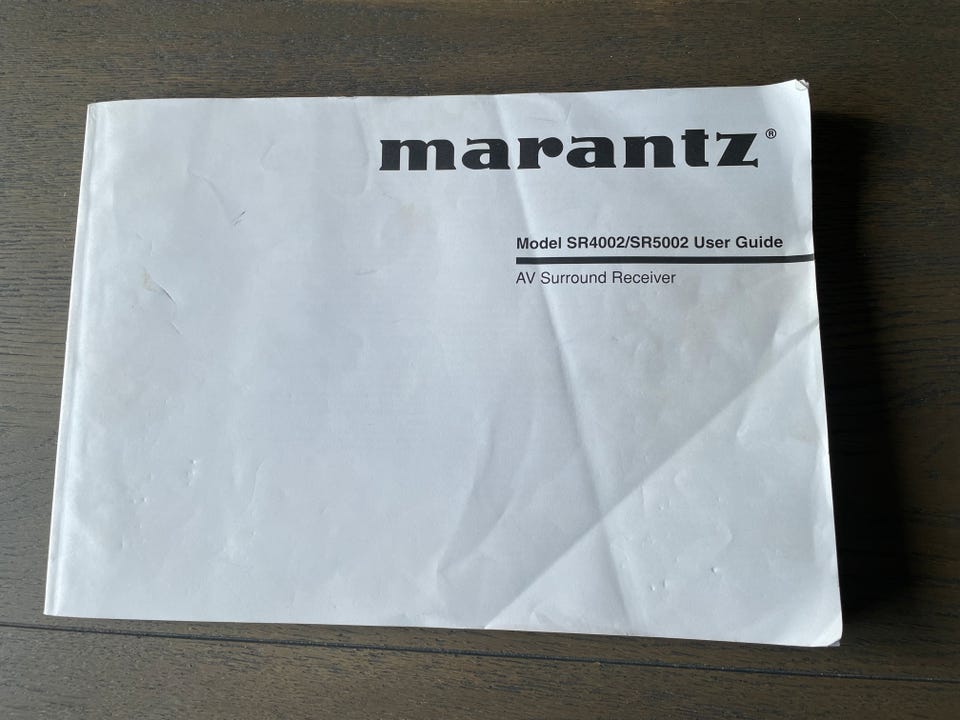 marantz®
Model SR4002/SR5002 User Guide
AV Surround Receiver